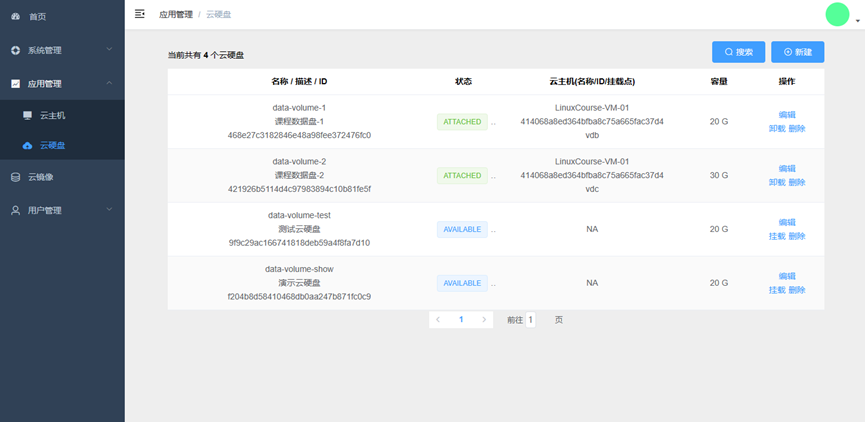 首页
系统管理
应用管理
云主机
云硬盘
云镜像
用户管理
应用管理 / 云硬盘
当前共有 4 个云硬盘
搜索
新建
名称 / 描述 / ID 状态 云主机(名称/ID/挂载点) 容量 操作
data-volume-1
课程数据盘-1
468e27c3182846e48a98fee372476fc0
ATTACHED ..
LinuxCourse-VM-01
414068a8ed364bfba8c75a665fac37d4
vdb
20 G
编辑
卸载 删除
data-volume-2
课程数据盘-2
421926b5114d4c97983894c10b81fe5f
ATTACHED ..
LinuxCourse-VM-01
414068a8ed364bfba8c75a665fac37d4
vdc
30 G
编辑
卸载 删除
data-volume-test
测试云硬盘
9f9c29ac166741818deb59a4f8fa7d10
AVAILABLE ..
NA
20 G
编辑
挂载 删除
data-volume-show
演示云硬盘
f204b8d58410468db0aa247b871fc0c9
AVAILABLE ..
NA
20 G
编辑
挂载 删除
1 前往 1 页